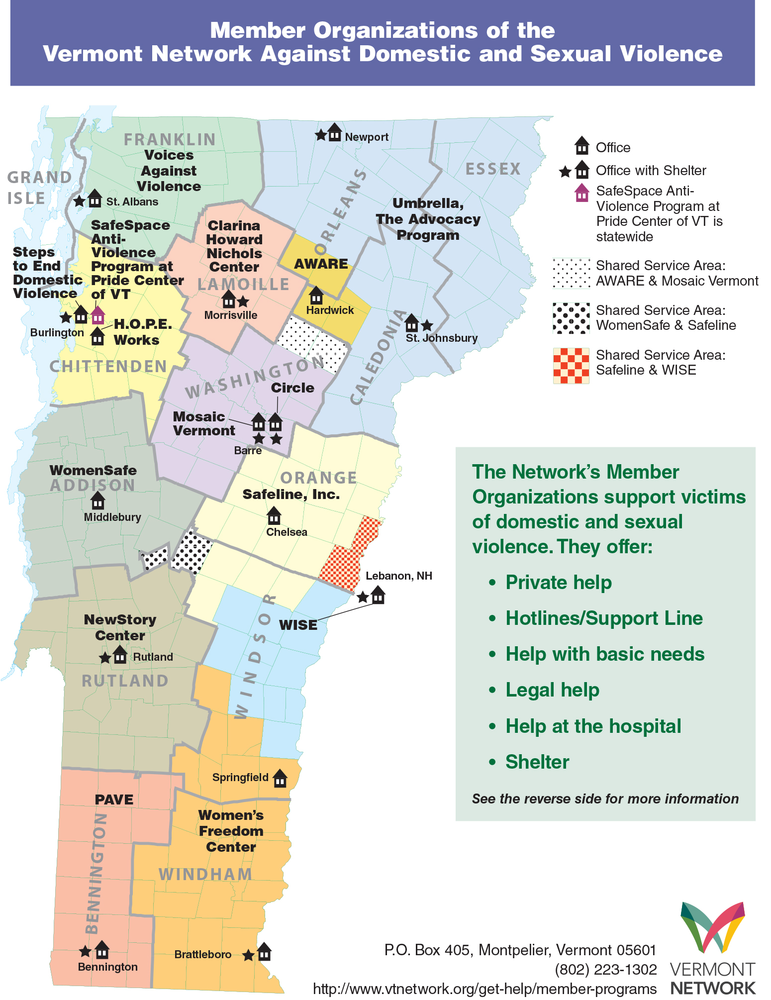 Member Organizations of the
Vermont Network Against Domestic and Sexual Violence
FRANKLIN
Voices
Against
Violence
GRAND
ISLE
St. Albans
Newport
ESSEX
ORLEANS
Umbrella,
The Advocacy
Program
SafeSpace
Anti-
Violence
Program at
Pride Center
of VT
Steps
to End
Domestic
Violence
Clarina
Howard
Nichols
Center
LAMOILLE
Morrisville
AWARE
Hardwick
Burlington
H.O.P.E.
Works
CHITTENDEN
St. Johnsbury
CALEDONIA
WASHINGTON
Circle
Mosaic
Vermont
Barre
WomenSafe
ADDISON
Middlebury
ORANGE
Safeline, Inc.
Chelsea
Lebanon, NH
WISE
WINDSOR
NewStory
Center
Rutland
RUTLAND
Springfield
PAVE
BENNINGTON
Bennington
Women's
Freedom
Center
WINDHAM
Brattleboro
Office
Office with Shelter
SafeSpace Anti-
Violence Program at
Pride Center of VT is
statewide
Shared Service Area:
AWARE & Mosaic Vermont
Shared Service Area:
WomenSafe & Safeline
Shared Service Area:
Safeline & WISE
The Network's Member
Organizations support victims
of domestic and sexual
violence. They offer:
• Private help
• Hotlines/Support Line
• Help with basic needs
• Legal help
• Help at the hospital
• Shelter
See the reverse side for more information
P.O. Box 405, Montpelier, Vermont 05601
(802) 223-1302
http://www.vtnetwork.org/get-help/member-programs
VERMONT
NETWORK